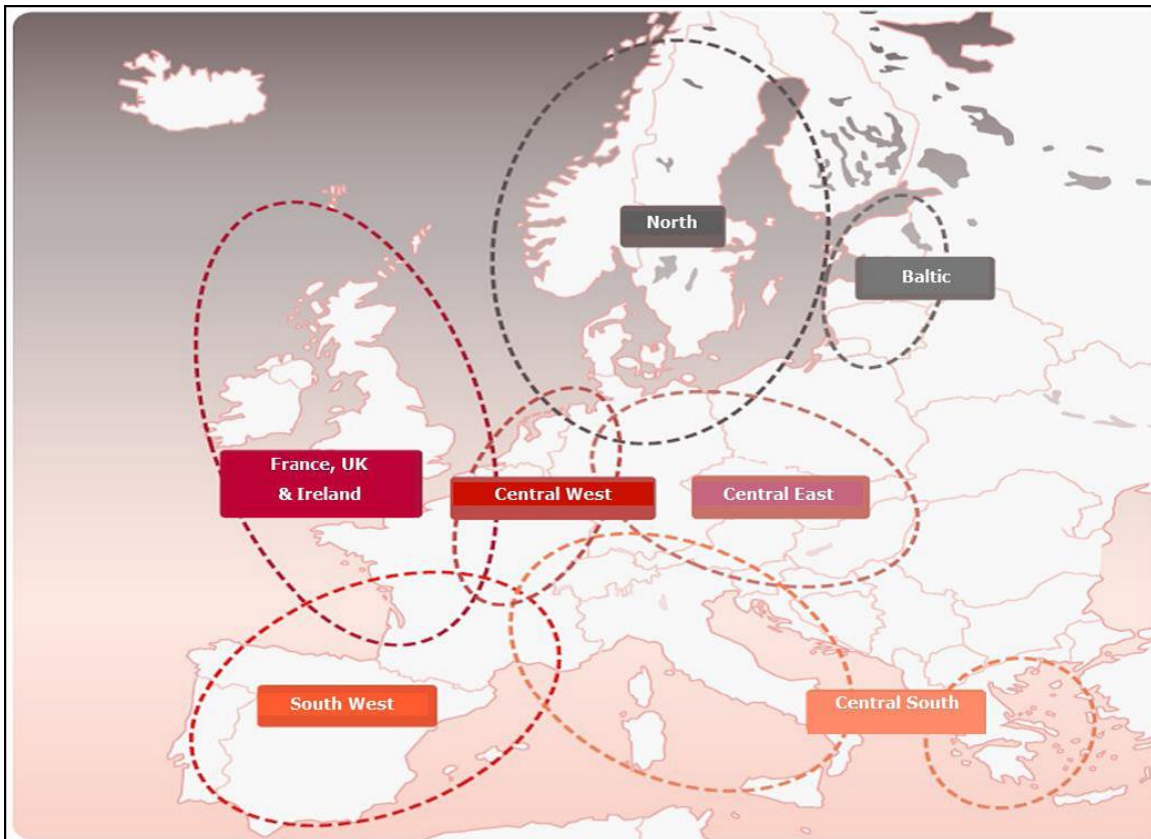 North
Baltic
France, UK
& Ireland
Central West
Central East
South West
Central South